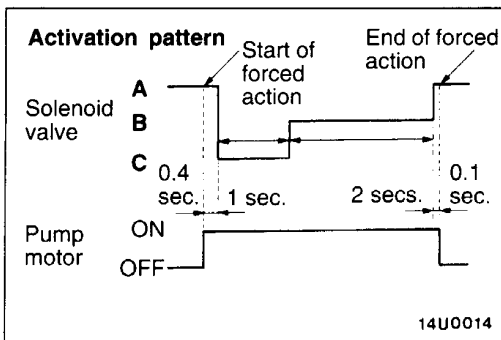 Activation pattern
Start of
forced
action
End of forced
action
A
Solenoid
valve
B
C
0.4
sec.
1 sec.
2 secs.
0.1
sec.
Pump
motor
ON
OFF
14U0014